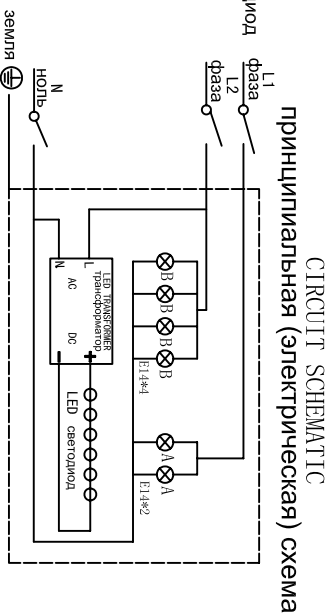 CIRCUIT SCHEMATIC
принципиальная (электрическая) схема
L1
фаза
L2
фаза
иод
N
ноль
земля
B
B
B
B
E14*4
A
A
E14*2
LED TRANSFORMER
трансформатор
L
N
AC
DC
LED светодиод